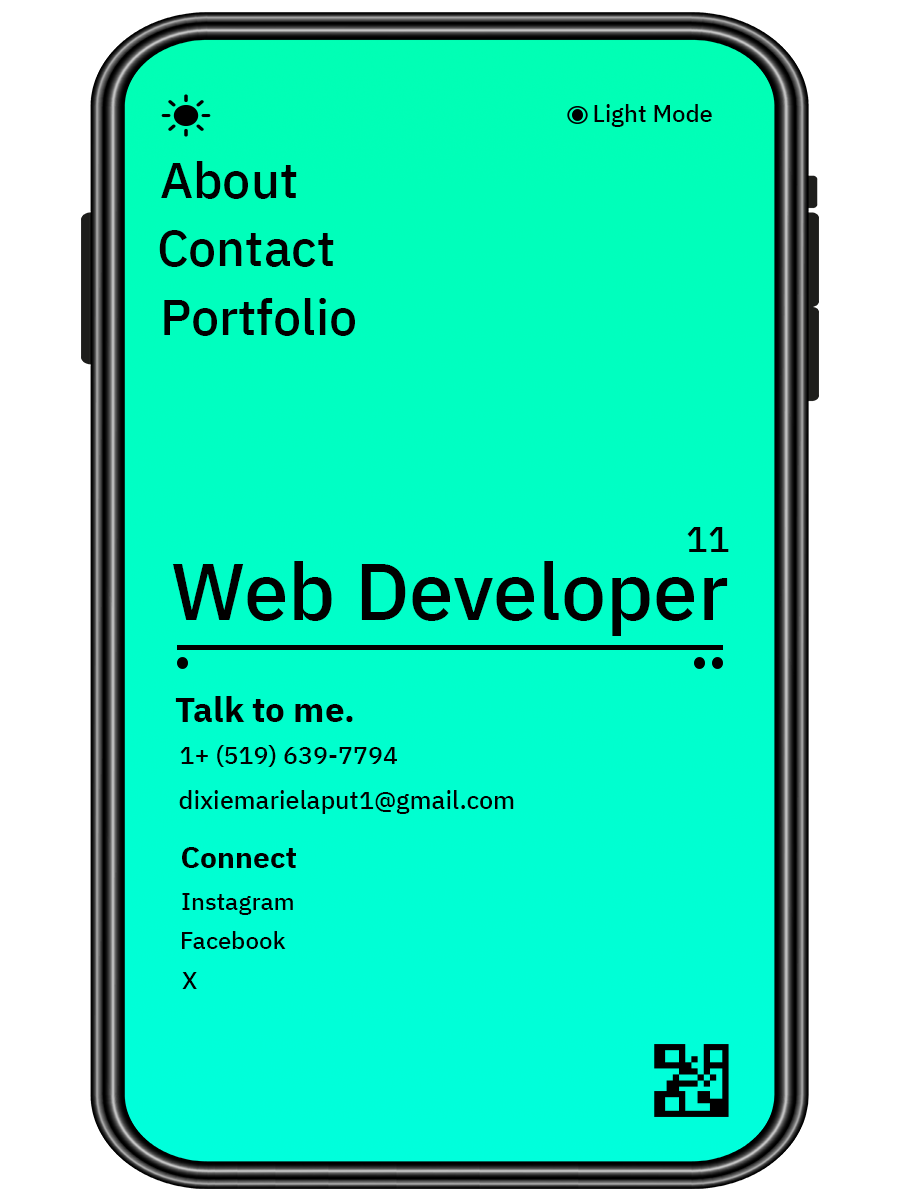 Light Mode
About
Contact
Portfolio
11
Web Developer
Talk to me.
1+ (519) 639-7794
dixiemarielaput1@gmail.com
Connect
Instagram
Facebook
X